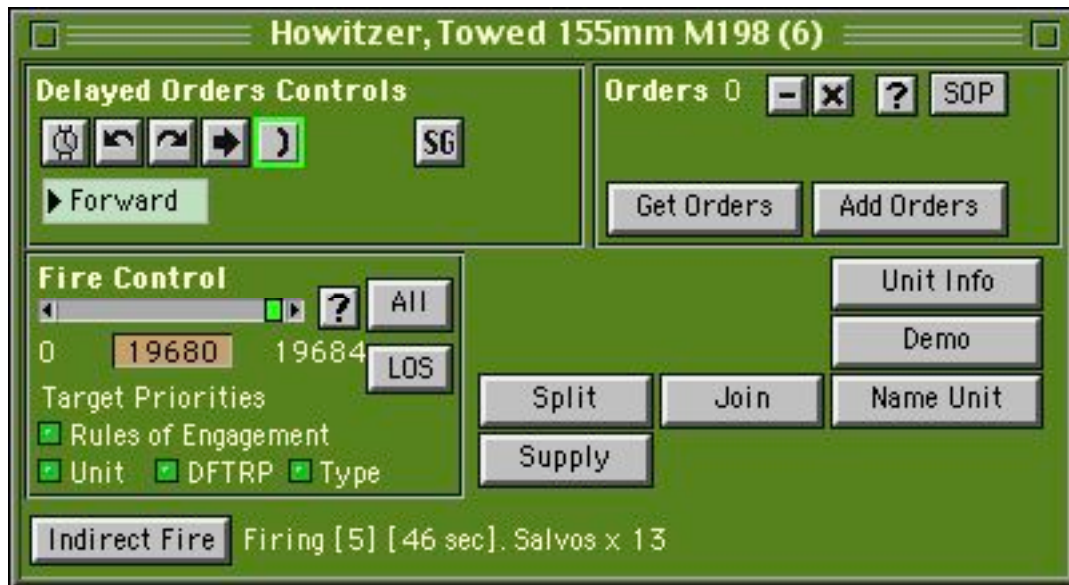 Howitzer, Towed 155mm M198 (6)
Delayed Orders Controls
SG
Forward
Orders 0 - x ? SOP
Get Orders Add Orders
Fire Control
? All
0 19680 19684
LOS
Target Priorities
Rules of Engagement
Unit DFTRP Type
Unit Info
Demo
Split Join Name Unit
Supply
Indirect Fire Firing [5] [46 sec]. Salvos x 13